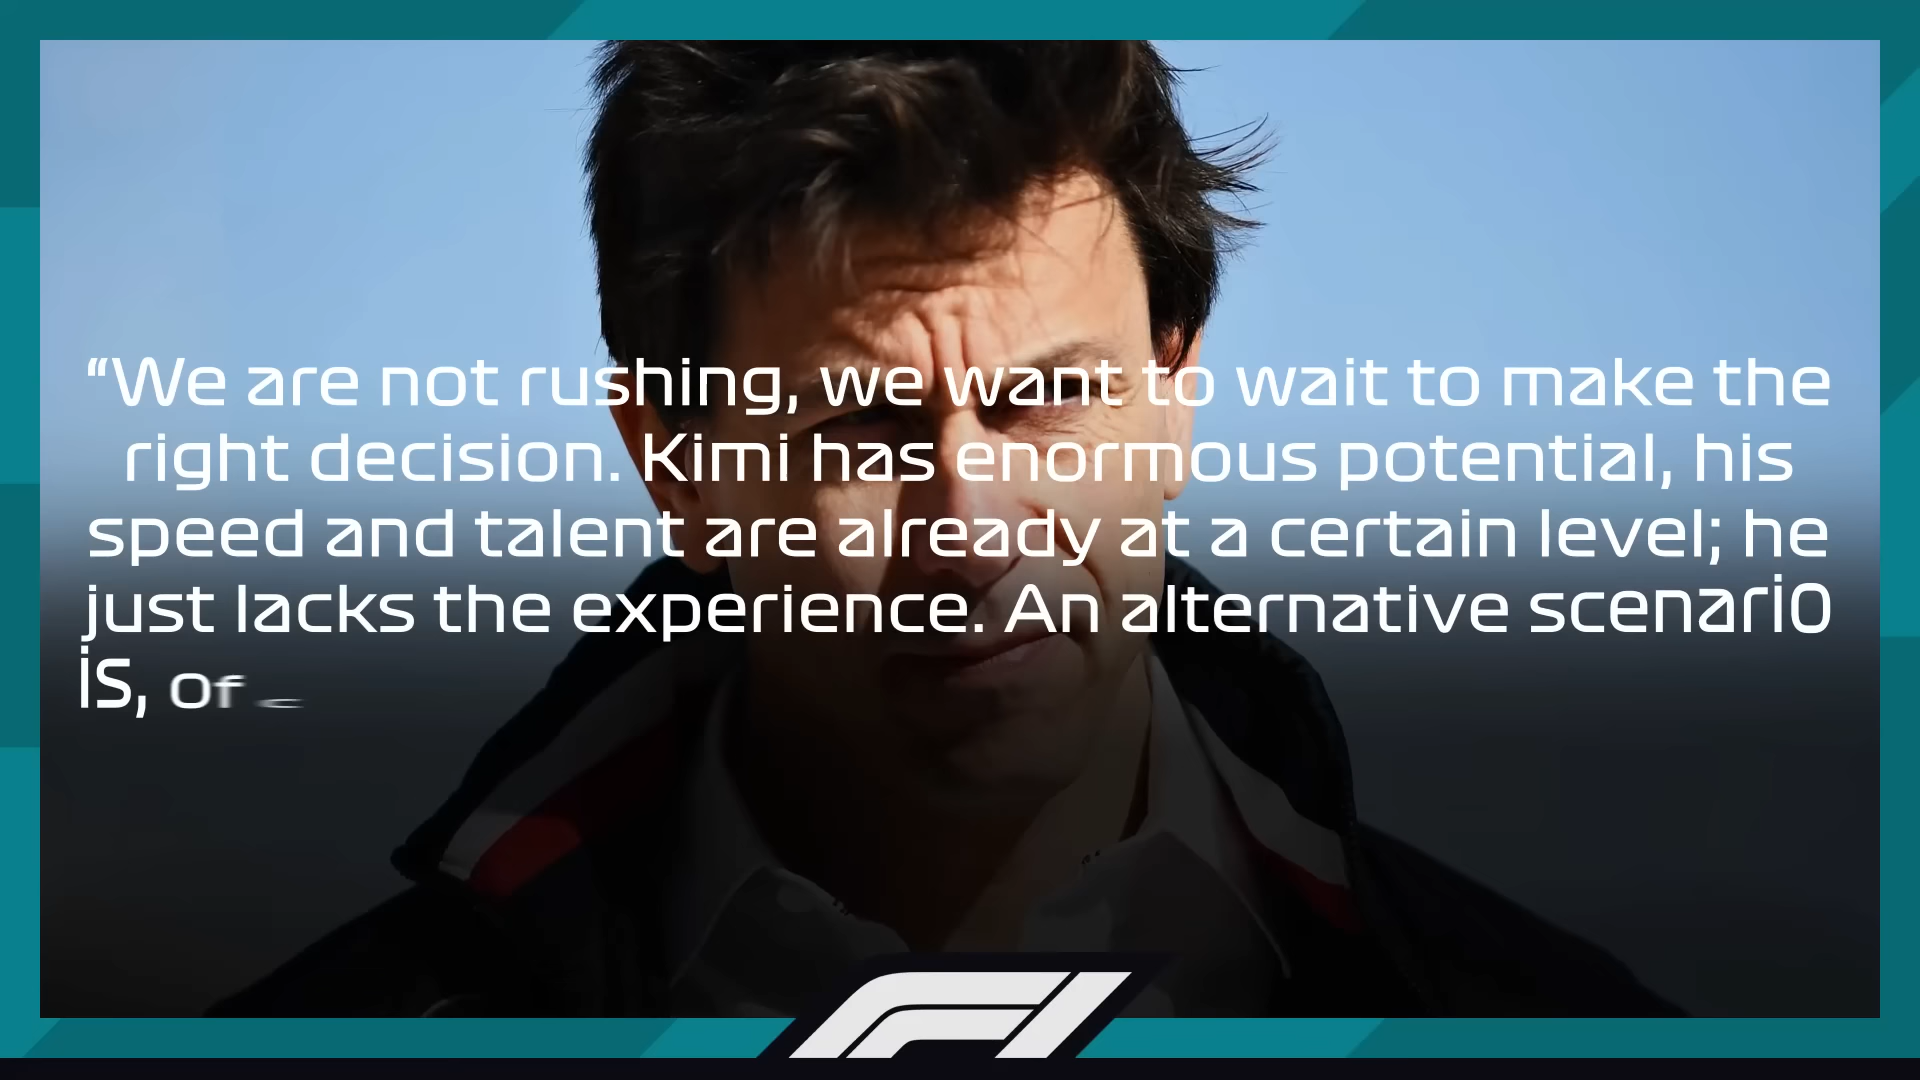 “We are not rushing, we want to wait to make the
right decision. Kimi has enormous potential, his
speed and talent are already at a certain level; he
just lacks the experience. An alternative scenario
is, of
F1